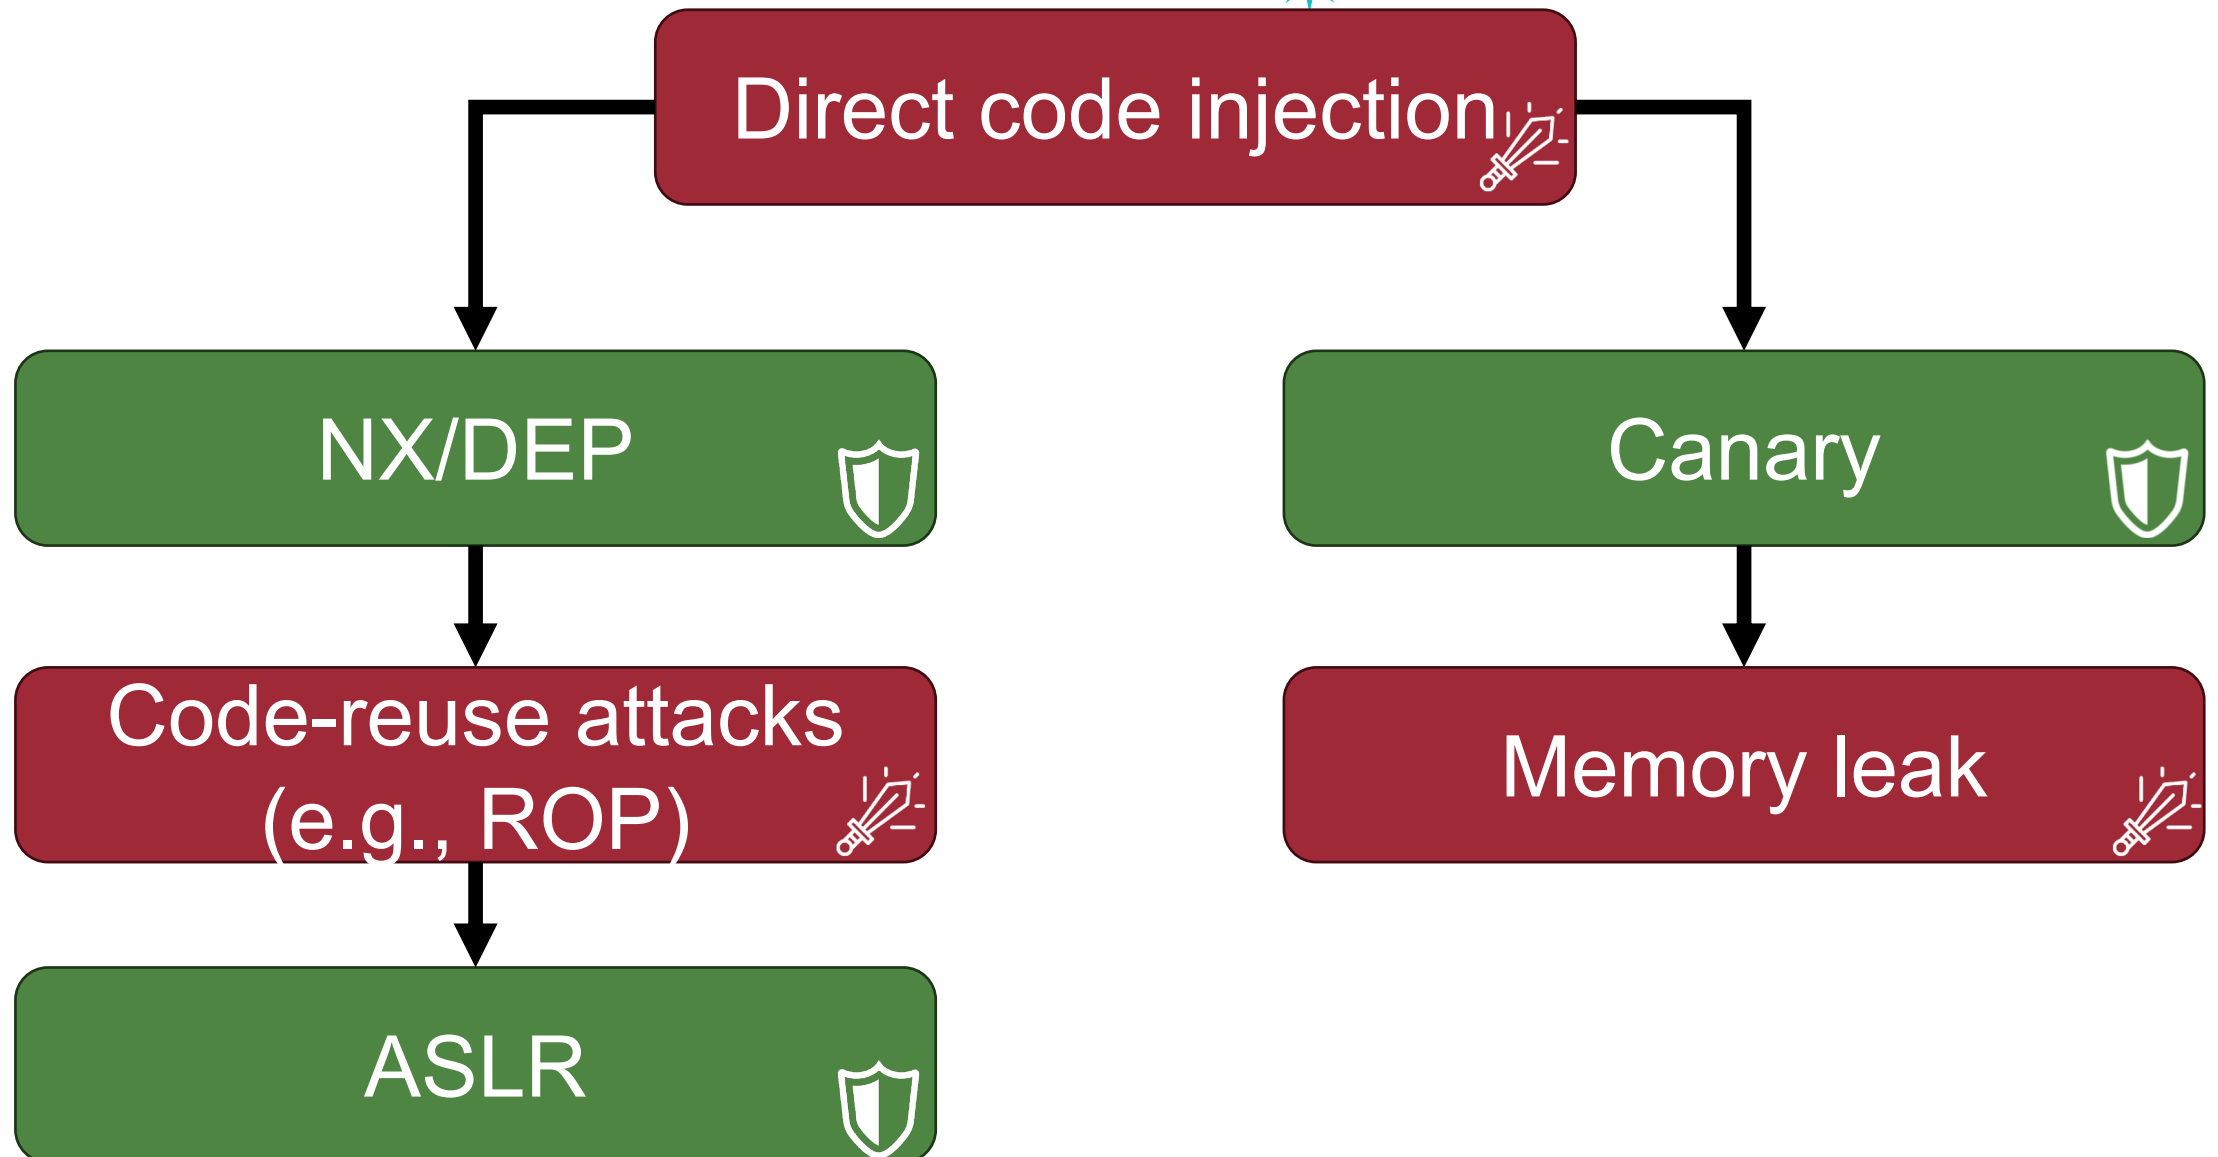 Direct code injection
NX/DEP
Canary
Code-reuse attacks
(e.g., ROP)
Memory leak
ASLR